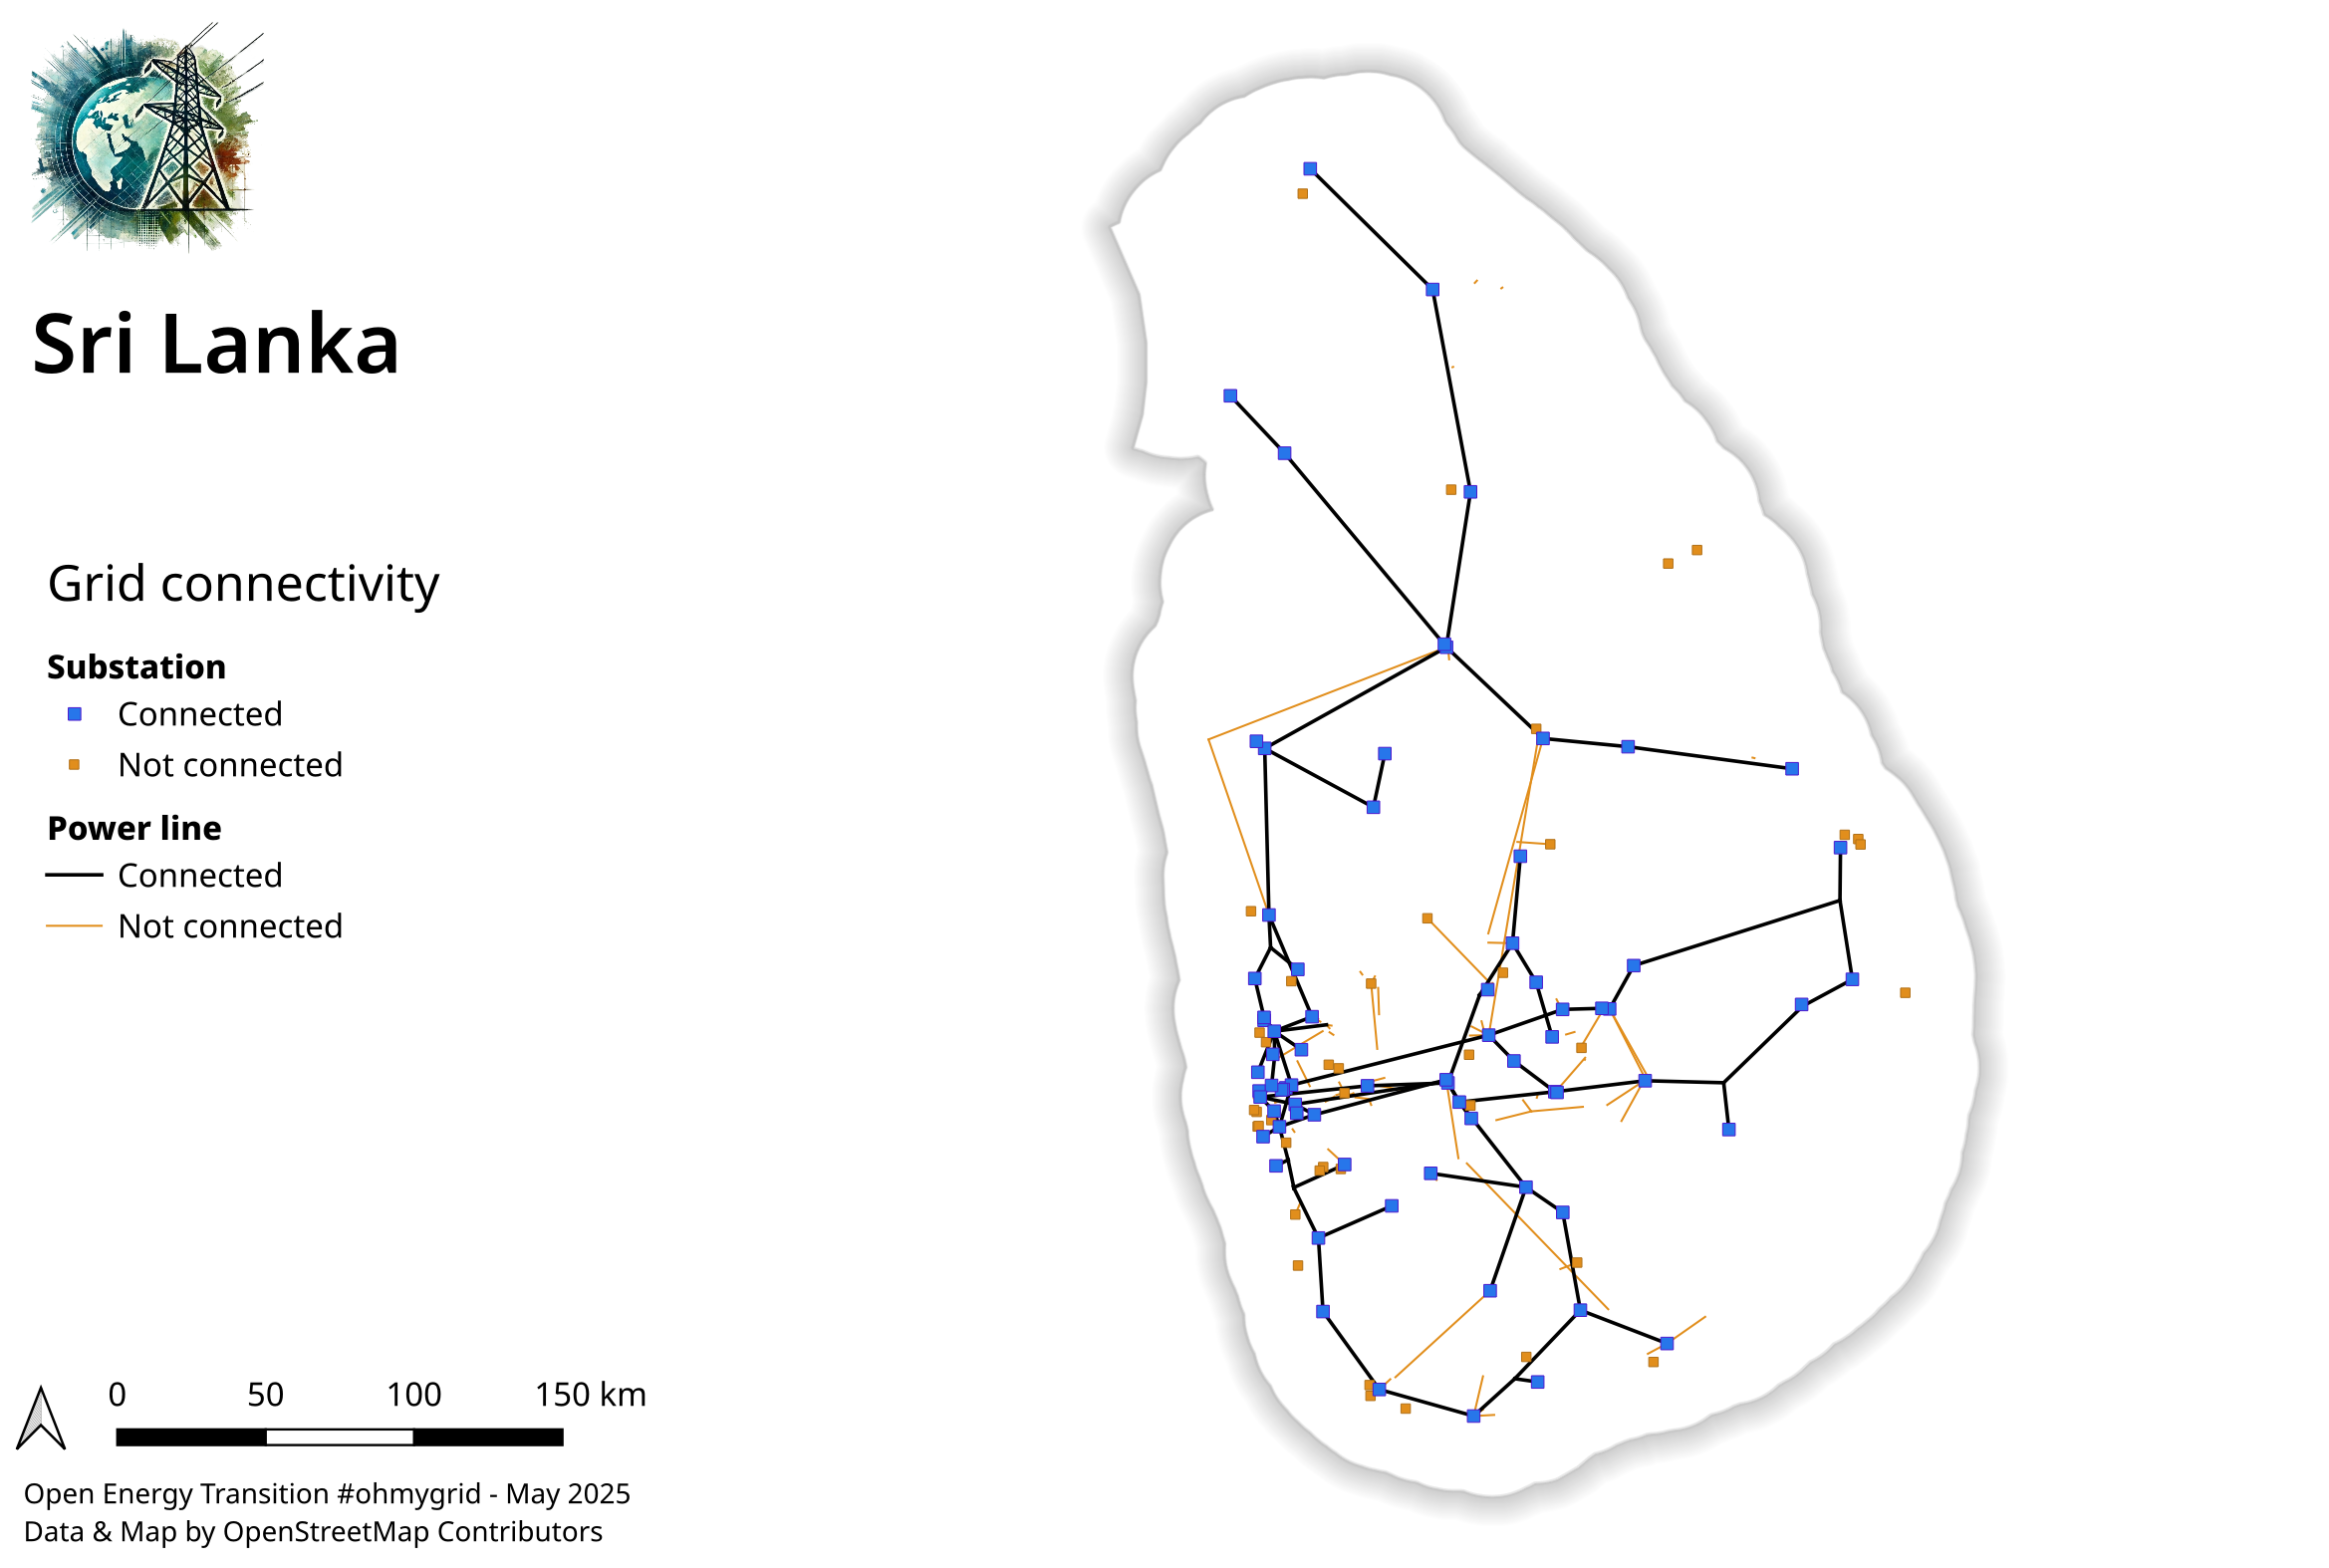 Sri Lanka
Grid connectivity
Substation
Connected
Not connected
Power line
Connected
Not connected
0 50 100 150 km
Open Energy Transition #ohmygrid - May 2025
Data & Map by OpenStreetMap Contributors